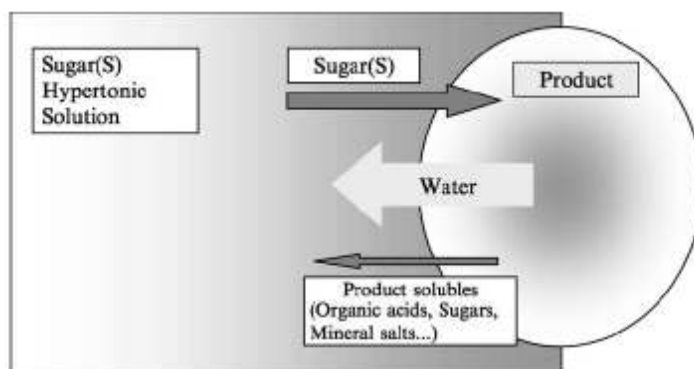 Sugar(S)
Hypertonic
Solution
Sugar(S)
Product
Water
Product solubles
(Organic acids, Sugars,
Mineral salts...)